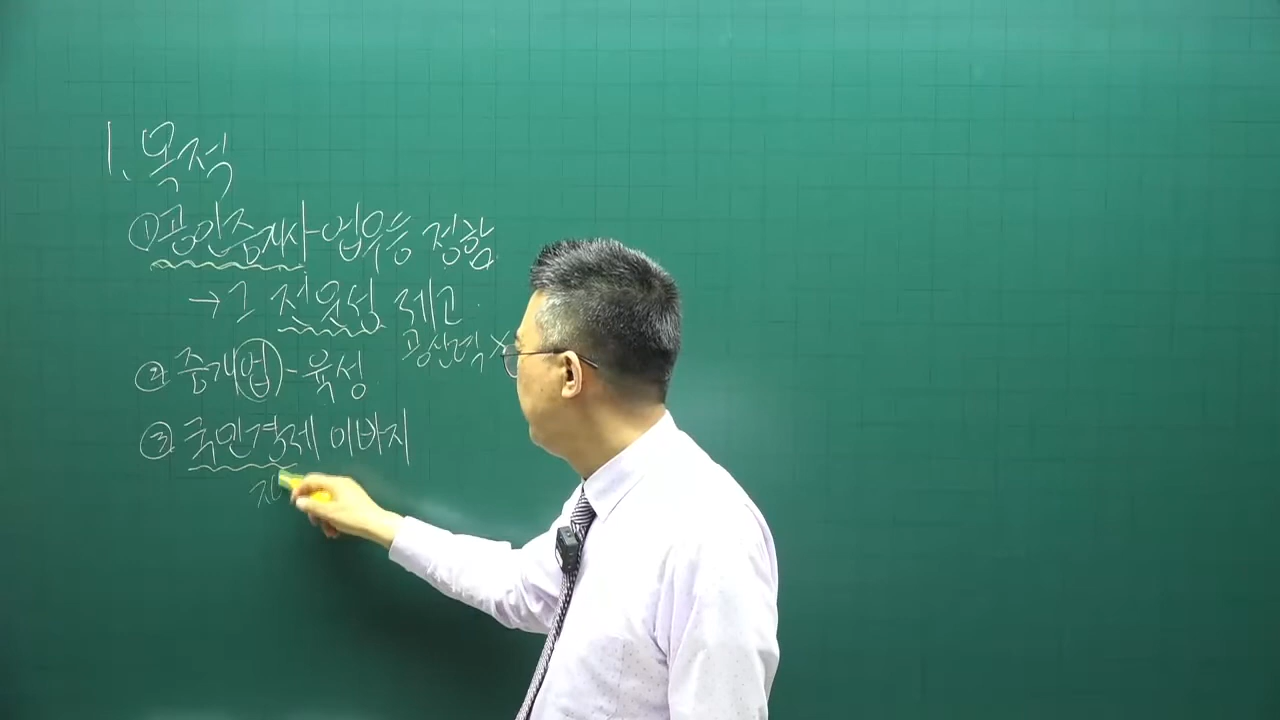 1. 목적
①공인중개사-업무등 정함
→그 전문성 제고
공신력 X
② 중개(업)-육성
③ 국민경제 이바지